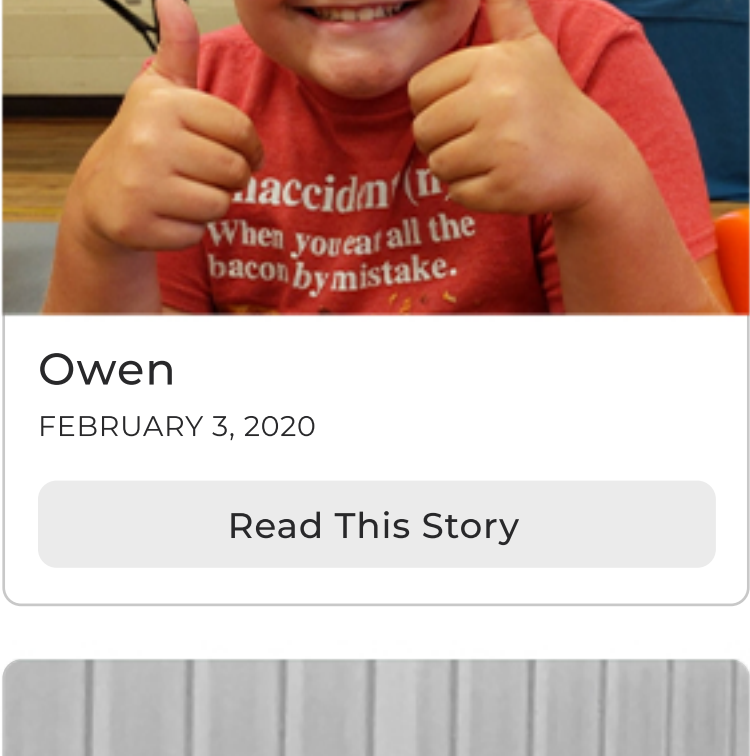 When you eat all the
bacon by mistake.
Owen
FEBRUARY 3, 2020
Read This Story